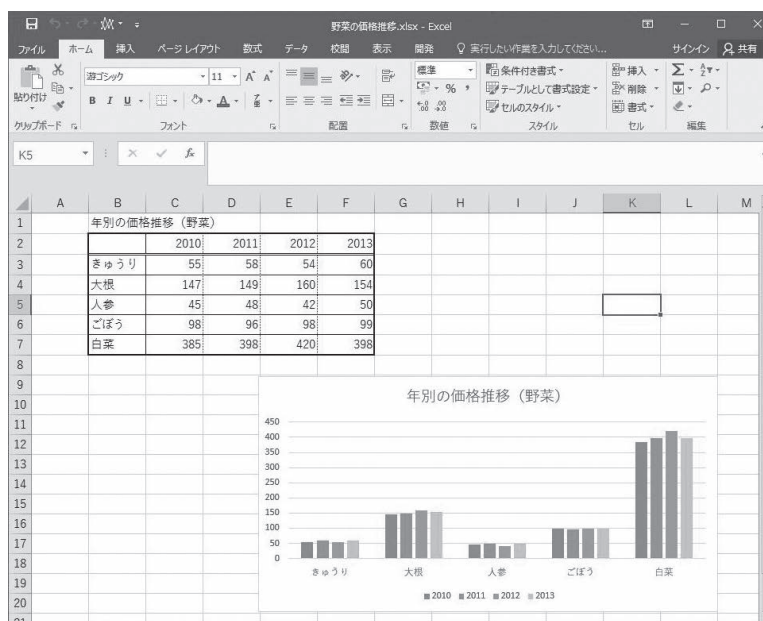 野菜の価格推移.xlsx - Excel
ファイル ホーム 挿入 ページ レイアウト 数式 データ 校閲 表示 開発 実行したい作業を入力してください... サインイン 共有
貼り付け
游ゴシック 11 A A
B I U A
標準
% ,
条件付き書式
テーブルとして書式設定
セルのスタイル
挿入
削除
書式
Σ
クリップボード フォント 配置 数値 スタイル セル 編集
K5 fx
A B C D E F G H I J K L M
1 年別の価格推移（野菜）
2 2010 2011 2012 2013
3 きゅうり 55 58 54 60
4 大根 147 149 160 154
5 人参 45 48 42 50
6 ごぼう 98 96 98 99
7 白菜 385 398 420 398
8
9
10
11
12
13
14
15
16
17
18
19
20
21
年別の価格推移（野菜）
450
400
350
300
250
200
150
100
50
0
きゅうり 大根 人参 ごぼう 白菜
2010 2011 2012 2013